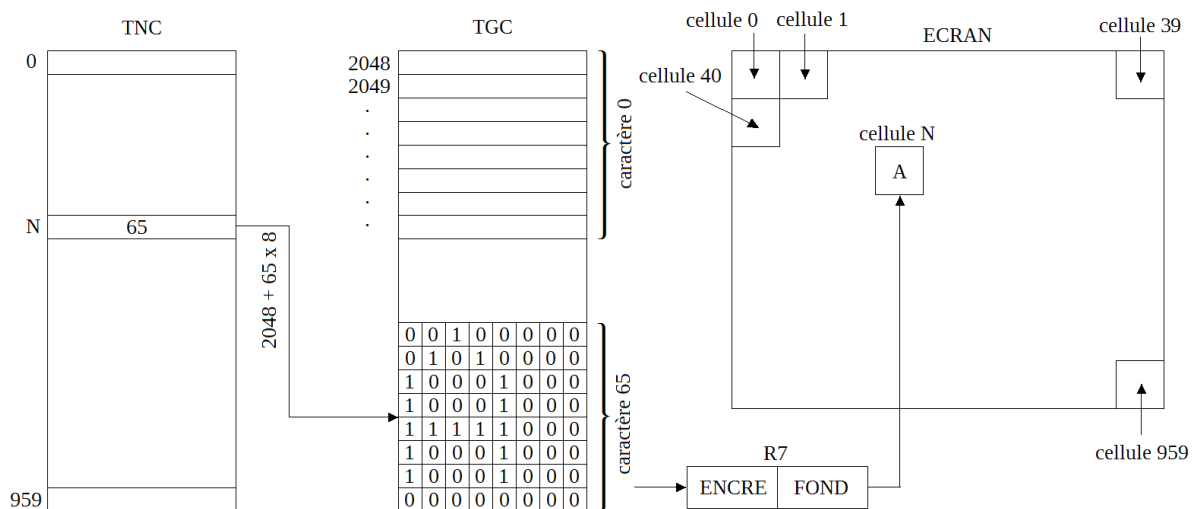 TNC
0
N
65
959
2048 + 65 x 8
TGC
2048
2049
.
.
.
.
.
.
caractère 0
0 0 1 0 0 0 0 0
0 1 0 1 0 0 0 0
1 0 0 0 1 0 0 0
1 0 0 0 1 0 0 0
1 1 1 1 1 0 0 0
1 0 0 0 1 0 0 0
1 0 0 0 1 0 0 0
0 0 0 0 0 0 0 0
caractère 65
cellule 0
cellule 1
ECRAN
cellule 39
cellule 40
cellule N
A
cellule 959
R7
ENCRE
FOND